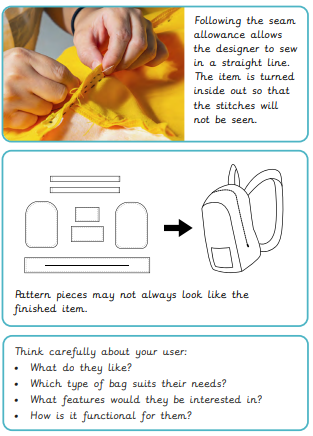 Following the seam
allowance allows
the designer to sew
in a straight line.
The item is turned
inside out so that
the stitches will
not be seen.
Pattern pieces may not always look like the
finished item.
Think carefully about your user:
• What do they like?
• Which type of bag suits their needs?
• What features would they be interested in?
• How is it functional for them?